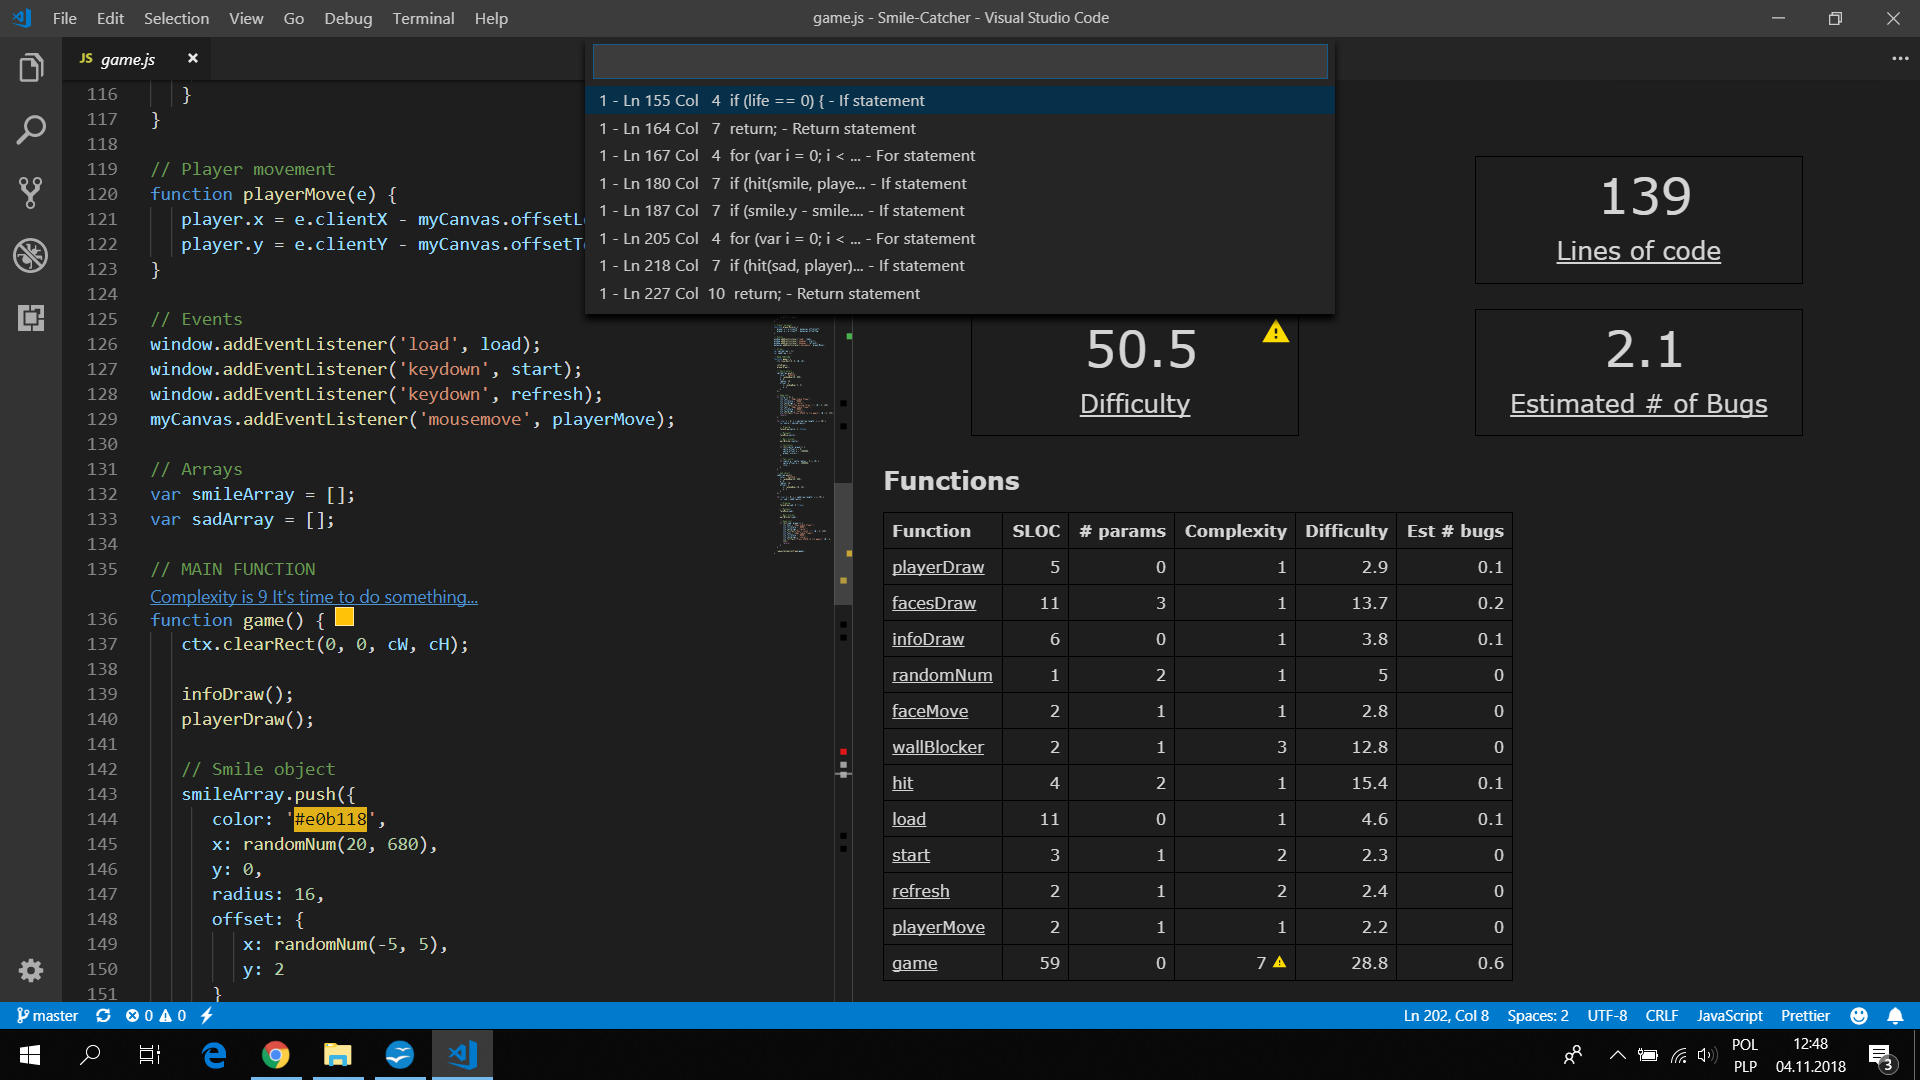 File Edit Selection View Go Debug Terminal Help
game.js - Smile-Catcher - Visual Studio Code
JS game.js
1 - Ln 155 Col 4 if (life == 0) { - If statement
1 - Ln 164 Col 7 return; - Return statement
1 - Ln 167 Col 4 for (var i = 0; i < ... - For statement
1 - Ln 180 Col 7 if (hit(smile, playe... - If statement
1 - Ln 187 Col 7 if (smile.y - smile.... - If statement
1 - Ln 205 Col 4 for (var i = 0; i < ... - For statement
1 - Ln 218 Col 7 if (hit(sad, player)... - If statement
1 - Ln 227 Col 10 return; - Return statement
116 }
117 }
118
119 // Player movement
120 function playerMove(e) {
121 player.x = e.clientX - myCanvas.offsetL
122 player.y = e.clientY - myCanvas.offsetT
123 }
124
125 // Events
126 window.addEventListener('load', load);
127 window.addEventListener('keydown', start);
128 window.addEventListener('keydown', refresh);
129 myCanvas.addEventListener('mousemove', playerMove);
130
131 // Arrays
132 var smileArray = [];
133 var sadArray = [];
134
135 // MAIN FUNCTION
Complexity is 9 It's time to do something...
136 function game() {
137 ctx.clearRect(0, 0, cW, cH);
138
139 infoDraw();
140 playerDraw();
141
142 // Smile object
143 smileArray.push({
144 color: '#e0b118',
145 x: randomNum(20, 680),
146 y: 0,
147 radius: 16,
148 offset: {
149 x: randomNum(-5, 5),
150 y: 2
151 }
139
Lines of code
50.5
Difficulty
2.1
Estimated # of Bugs
Functions
Function SLOC # params Complexity Difficulty Est # bugs
playerDraw 5 0 1 2.9 0.1
facesDraw 11 3 1 13.7 0.2
infoDraw 6 0 1 3.8 0.1
randomNum 1 2 1 5 0
faceMove 2 1 1 2.8 0
wallBlocker 2 1 3 12.8 0
hit 4 2 1 15.4 0.1
load 11 0 1 4.6 0.1
start 3 1 2 2.3 0
refresh 2 1 2 2.4 0
playerMove 2 1 1 2.2 0
game 59 0 7 28.8 0.6
master 0 0
Ln 202, Col 8 Spaces: 2 UTF-8 CRLF JavaScript Prettier
POL 12:48
PLP 04.11.2018 3